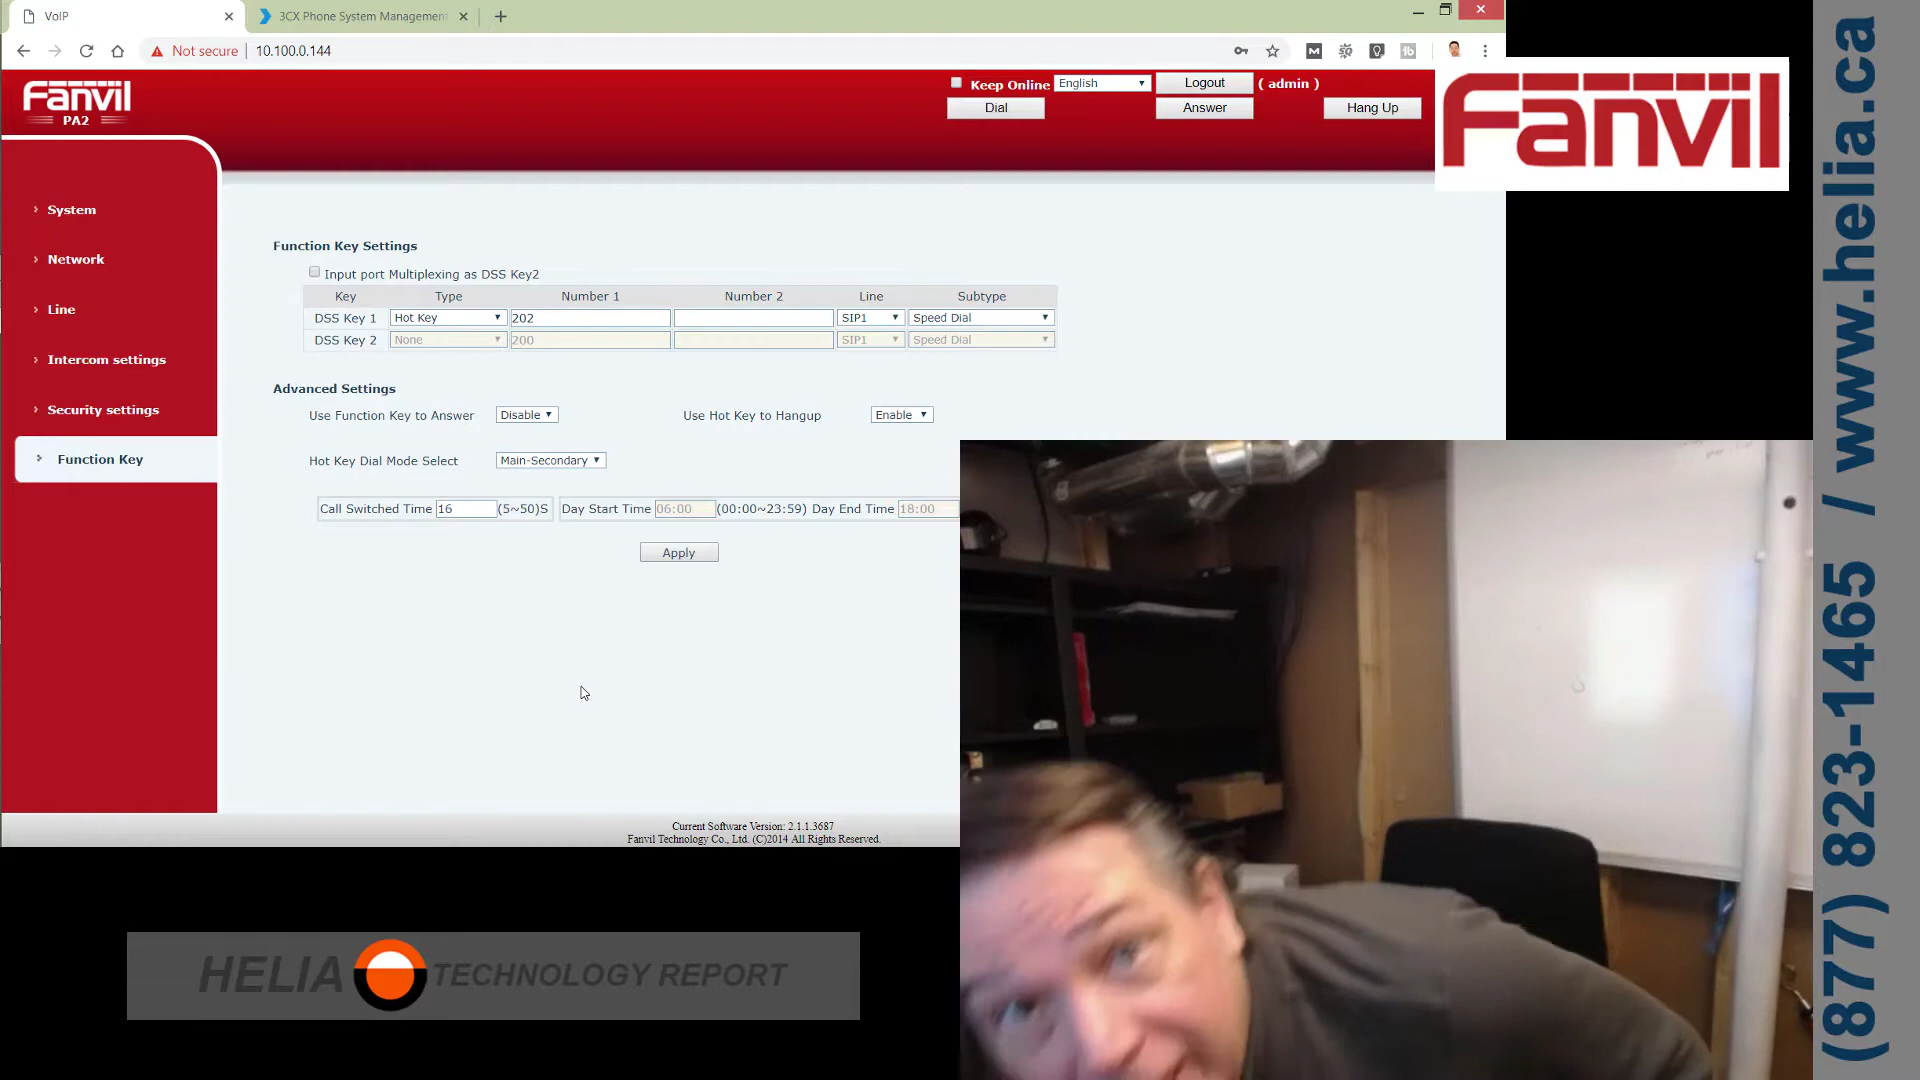 VoIP
3CX Phone System Management
Not secure 10.100.0.144
Fanvil
PA2
Keep Online English Logout ( admin )
Dial Answer Hang Up
Fanvil
System
Network
Line
Intercom settings
Security settings
Function Key
Function Key Settings
Input port Multiplexing as DSS Key2
Key Type Number 1 Number 2 Line Subtype
DSS Key 1 Hot Key 202 SIP1 Speed Dial
DSS Key 2 None 200 SIP1 Speed Dial
Advanced Settings
Use Function Key to Answer Disable Use Hot Key to Hangup Enable
Hot Key Dial Mode Select Main-Secondary
Call Switched Time 16 (5~50)S Day Start Time 06:00 (00:00~23:59) Day End Time 18:00
Apply
Current Software Version: 2.1.1.3687
Fanvil Technology Co., Ltd. (C)2014 All Rights Reserved.
HELIA TECHNOLOGY REPORT
(877) 823-1465 / www.helia.ca